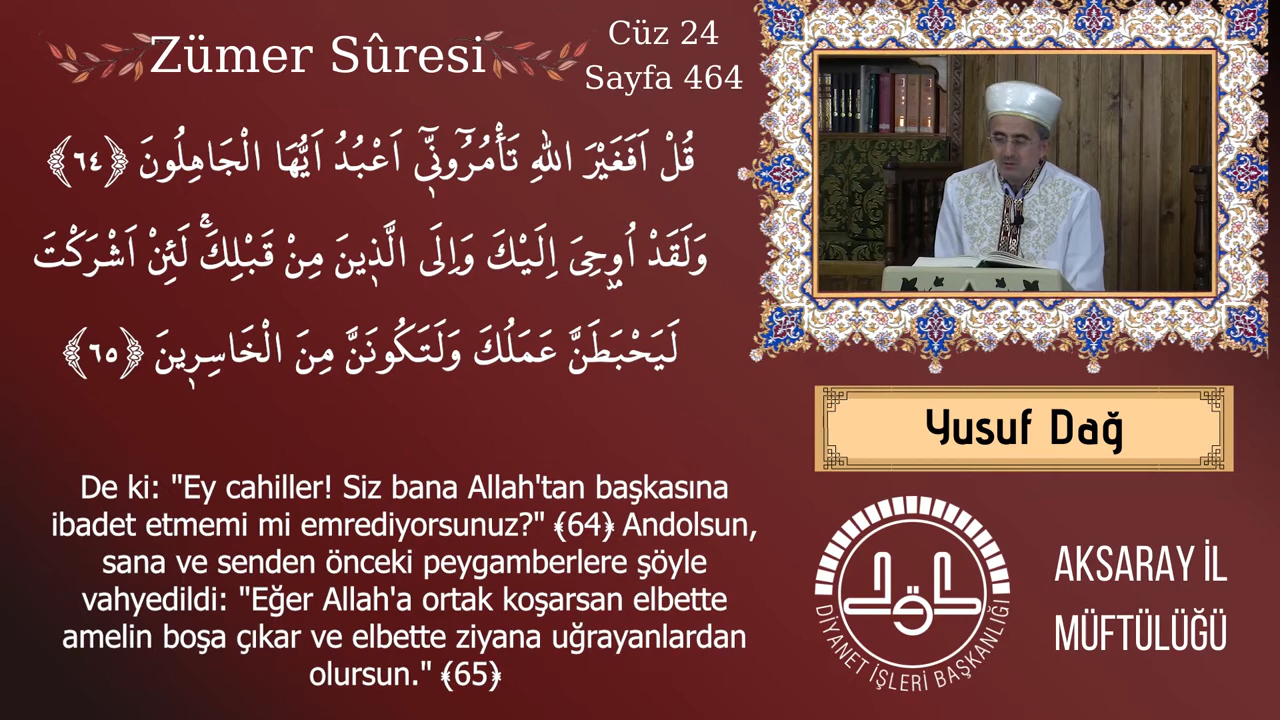 Zümer Sûresi
Cüz 24
Sayfa 464
قُلْ اَفَغَيْرَ اللّٰهِ تَأْمُرُٓونّ۪ٓي اَعْبُدُ اَيُّهَا الْجَاهِلُونَ ﴿٦٤﴾
وَلَقَدْ اُو۫حِيَ اِلَيْكَ وَاِلَى الَّذ۪ينَ مِنْ قَبْلِكَۚ لَئِنْ اَشْرَكْتَ
لَيَحْبَطَنَّ عَمَلُكَ وَلَتَكُونَنَّ مِنَ الْخَاسِر۪ينَ ﴿٦٥﴾
De ki: "Ey cahiller! Siz bana Allah'tan başkasına
ibadet etmemi mi emrediyorsunuz?" ﴾64﴿ Andolsun,
sana ve senden önceki peygamberlere şöyle
vahyedildi: "Eğer Allah'a ortak koşarsan elbette
amelin boşa çıkar ve elbette ziyana uğrayanlardan
olursun." ﴾65﴿
Yusuf Dağ
DİYANET İŞLERİ BAŞKANLIĞI
AKSARAY İL
MÜFTÜLÜĞÜ